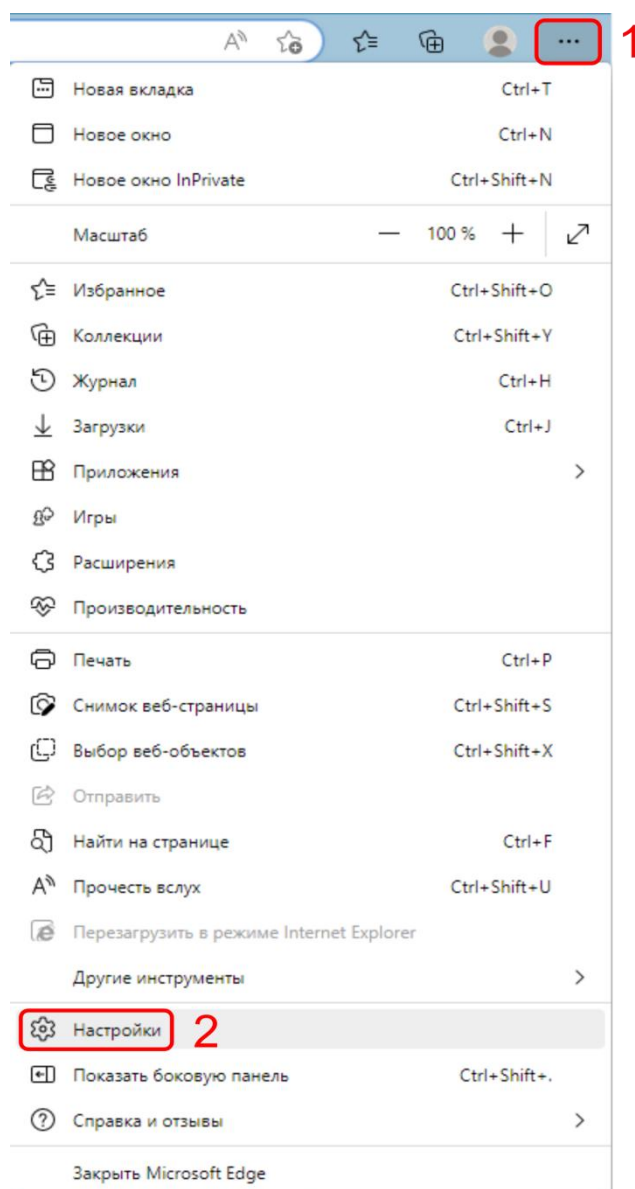 1
Новая вкладка Ctrl+T
Новое окно Ctrl+N
Новое окно InPrivate Ctrl+Shift+N
Масштаб — 100 % +
Избранное Ctrl+Shift+O
Коллекции Ctrl+Shift+Y
Журнал Ctrl+H
Загрузки Ctrl+J
Приложения
Игры
Расширения
Производительность
Печать Ctrl+P
Снимок веб-страницы Ctrl+Shift+S
Выбор веб-объектов Ctrl+Shift+X
Отправить
Найти на странице Ctrl+F
Прочесть вслух Ctrl+Shift+U
Перезагрузить в режиме Internet Explorer
Другие инструменты
Настройки 2
Показать боковую панель Ctrl+Shift+.
Справка и отзывы
Закрыть Microsoft Edge